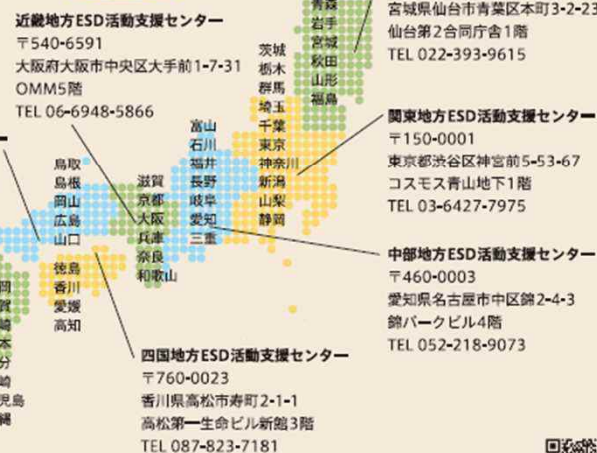 近畿地方ESD活動支援センター
〒540-6591
大阪府大阪市中央区大手前1-7-31
OMM5階
TEL 06-6948-5866
青森
岩手
宮城
秋田
山形
福島
宮城県仙台市青葉区本町3-2-23
仙台第2合同庁舎1階
TEL 022-393-9615
茨城
栃木
群馬
埼玉
千葉
東京
神奈川
新潟
山梨
静岡
関東地方ESD活動支援センター
〒150-0001
東京都渋谷区神宮前5-53-67
コスモス青山地下1階
TEL 03-6427-7975
富山
石川
福井
長野
岐阜
愛知
三重
鳥取
島根
岡山
広島
山口
滋賀
京都
大阪
兵庫
奈良
和歌山
中部地方ESD活動支援センター
〒460-0003
愛知県名古屋市中区錦2-4-3
錦パークビル4階
TEL 052-218-9073
徳島
香川
愛媛
高知
岡
賀
崎
本
分
崎
児島
縄
四国地方ESD活動支援センター
〒760-0023
香川県高松市寿町2-1-1
高松第一生命ビル新館3階
TEL 087-823-7181